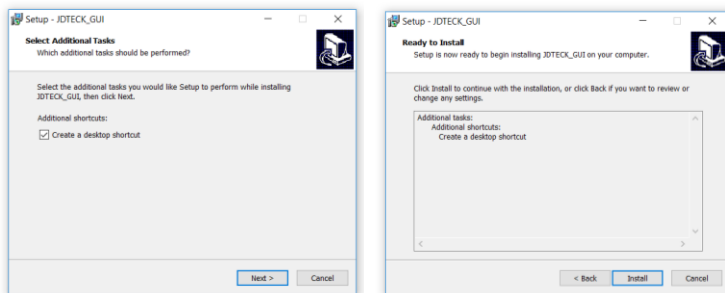 Setup - JDTECK_GUI
Select Additional Tasks
Which additional tasks should be performed?
Select the additional tasks you would like Setup to perform while installing
JDTECK_GUI, then click Next.
Additional shortcuts:
Create a desktop shortcut
Next >
Cancel
Setup - JDTECK_GUI
Ready to Install
Setup is now ready to begin installing JDTECK_GUI on your computer.
Click Install to continue with the installation, or click Back if you want to review or
change any settings.
Additional tasks:
Additional shortcuts:
Create a desktop shortcut
< Back
Install
Cancel